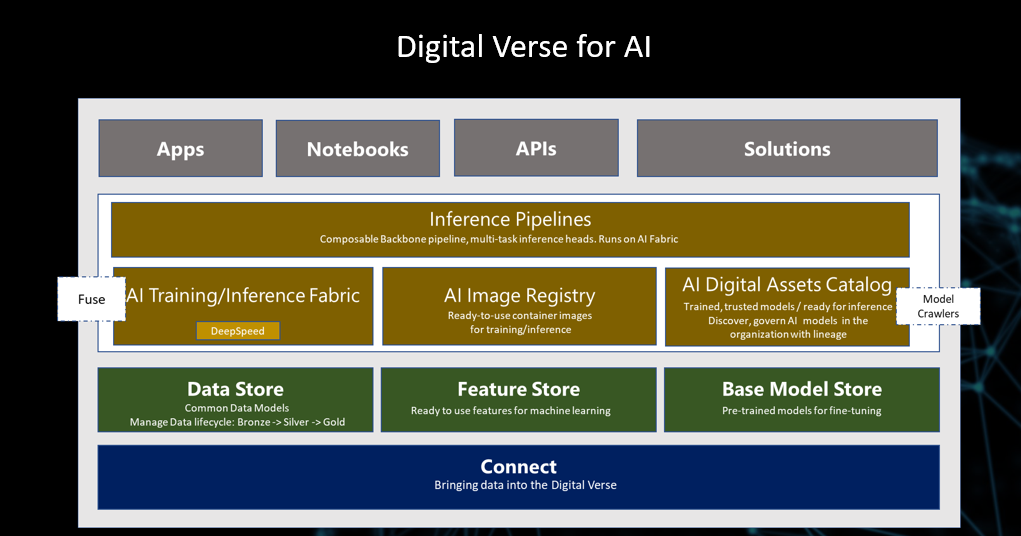 Digital Verse for AI
Apps
Notebooks
APIs
Solutions
Inference Pipelines
Composable Backbone pipeline, multi-task inference heads. Runs on AI Fabric
Fuse
AI Training/Inference Fabric
DeepSpeed
AI Image Registry
Ready-to-use container images
for training/inference
AI Digital Assets Catalog
Trained, trusted models / ready for inference
Discover, govern AI models in the
organization with lineage
Model
Crawlers
Data Store
Common Data Models
Manage Data lifecycle: Bronze -> Silver -> Gold
Feature Store
Ready to use features for machine learning
Base Model Store
Pre-trained models for fine-tuning
Connect
Bringing data into the Digital Verse